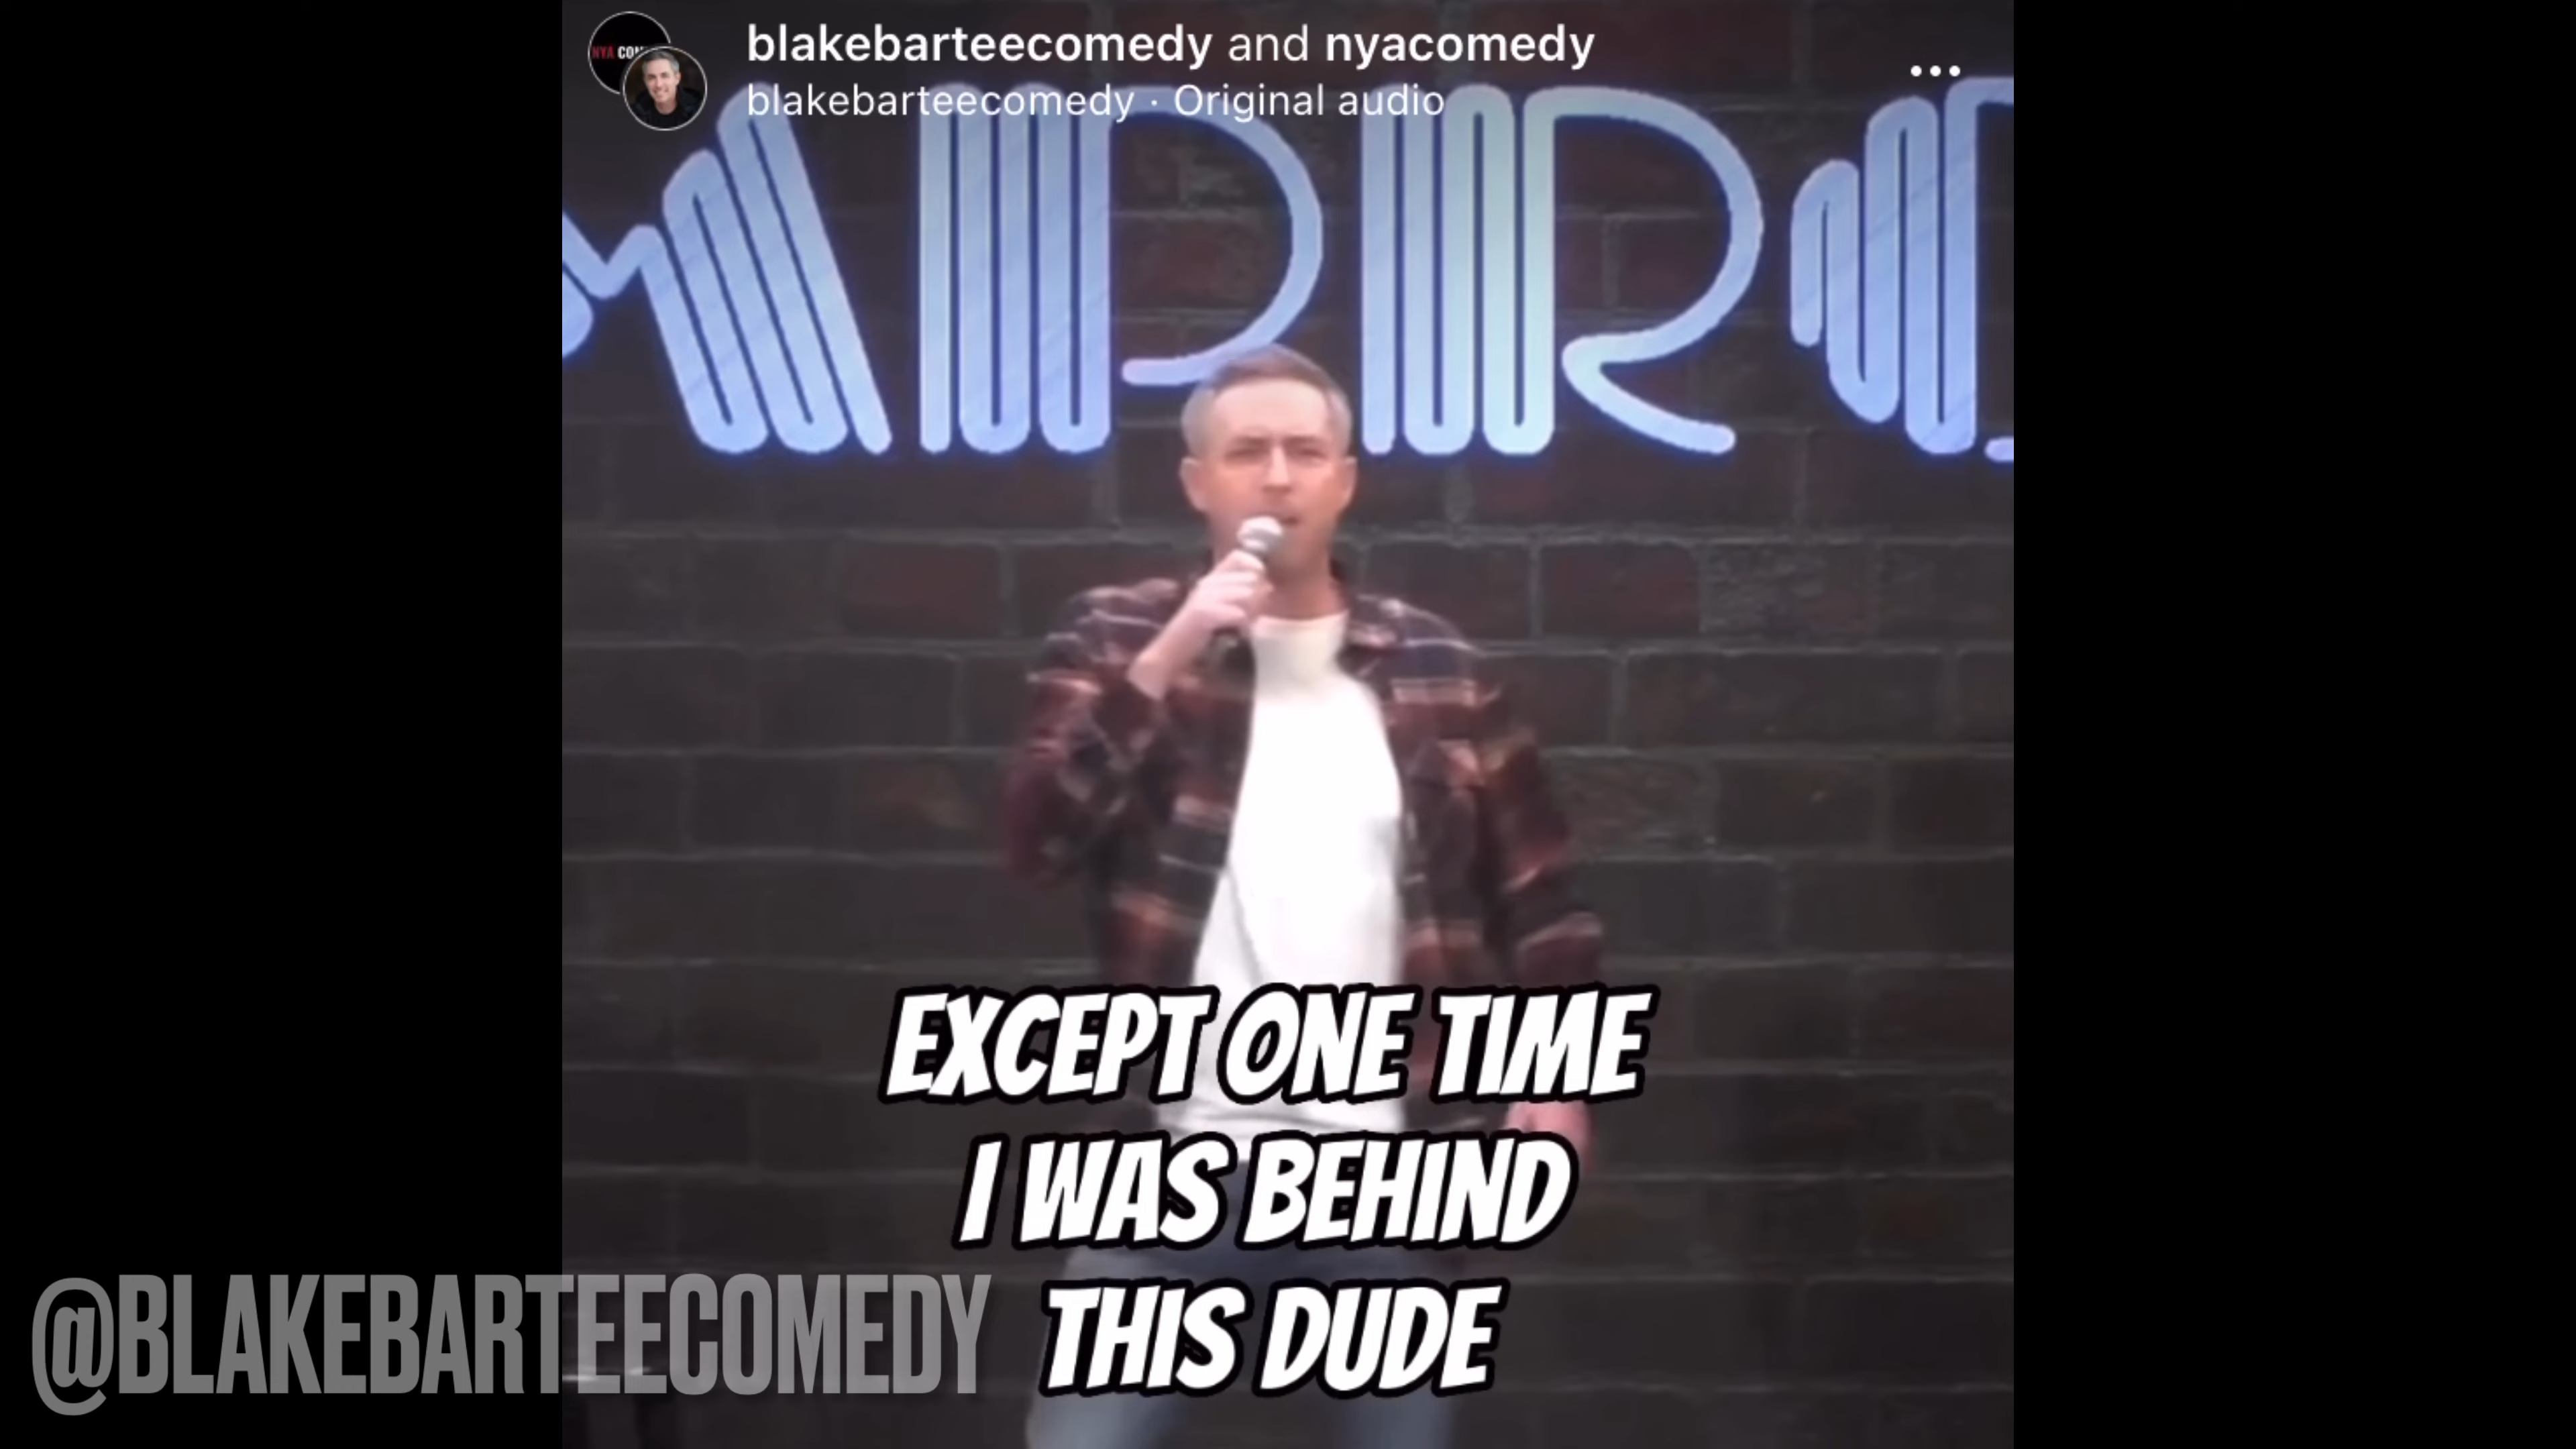 blakebarteecomedy and nyacomedy
blakebarteecomedy · Original audio
EXCEPT ONE TIME
I WAS BEHIND
THIS DUDE
@BLAKEBARTEECOMEDY